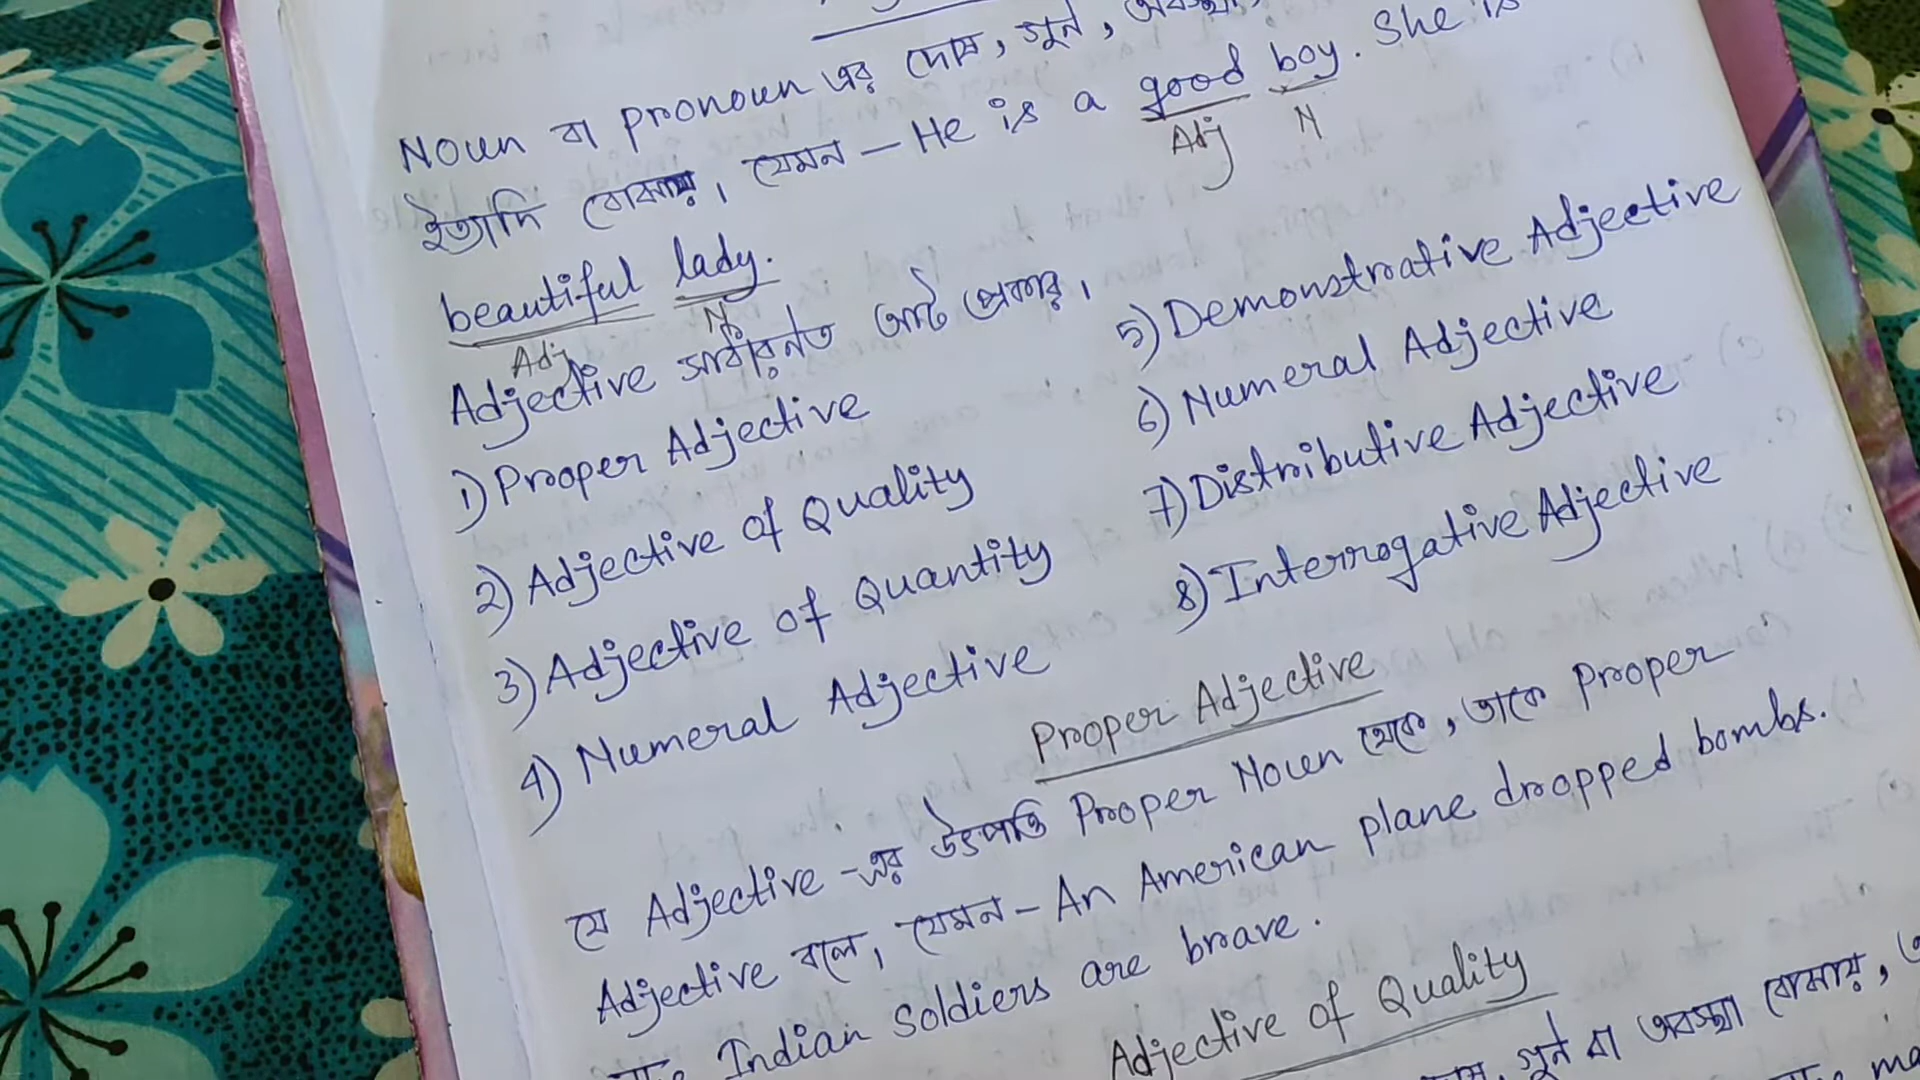 Noun বা pronoun এর দোষ, গুন, অবস্থা,
ইত্যাদি বোঝায়, যেমন – He is a good boy. She is
Adj N
beautiful lady.
Adj N
Adjective সাধারনত আট প্রকার,
1) Proper Adjective
2) Adjective of Quality
3) Adjective of Quantity
4) Numeral Adjective
5) Demonstrative Adjective
6) Numeral Adjective
7) Distributive Adjective
8) Interrogative Adjective
Proper Adjective
যে Adjective -এর উৎপত্তি Proper Noun থেকে, তাকে Proper
Adjective বলে, যেমন – An American plane dropped bombs.
Indian soldiers are brave.
Adjective of Quality
গুন বা অবস্থা বোঝায়,